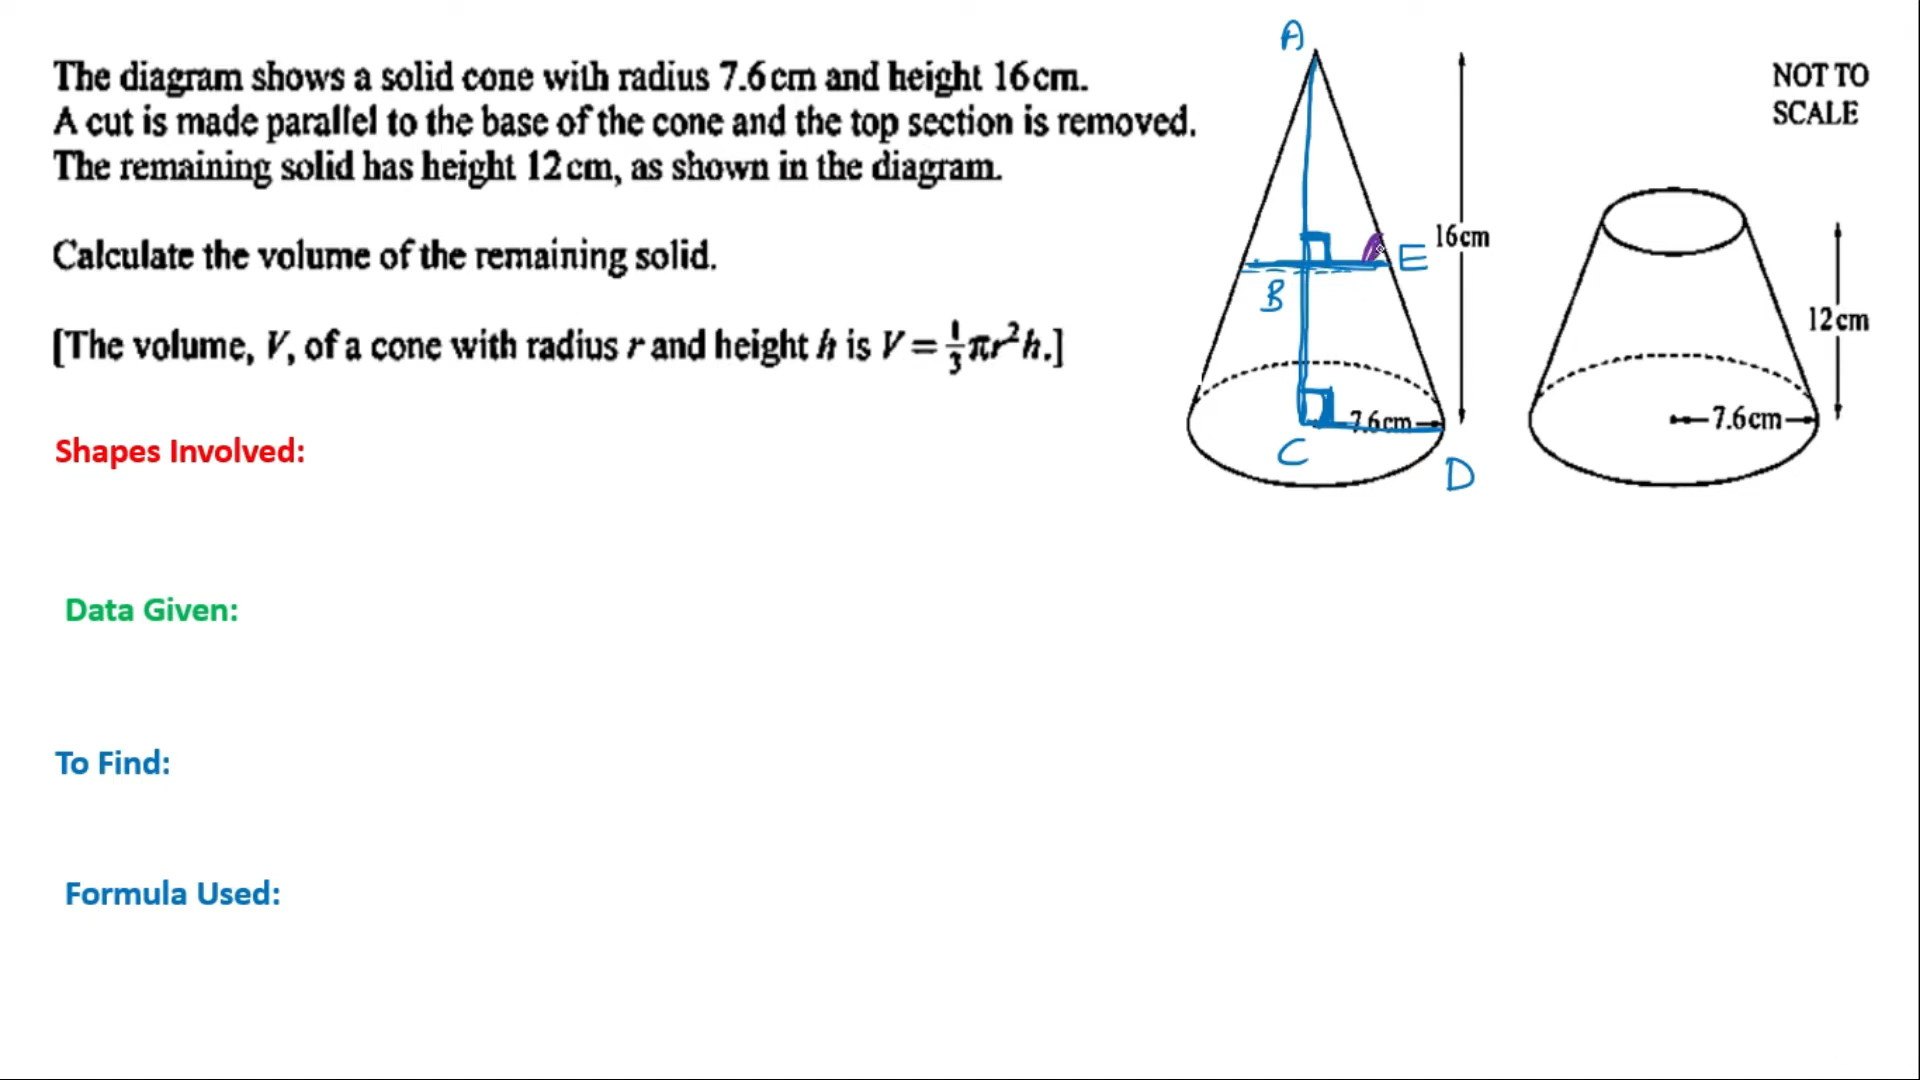 The diagram shows a solid cone with radius 7.6 cm and height 16 cm.
A cut is made parallel to the base of the cone and the top section is removed.
The remaining solid has height 12 cm, as shown in the diagram.
Calculate the volume of the remaining solid.
[The volume, V, of a cone with radius r and height h is V = 1/3 πr²h.]
Shapes Involved:
Data Given:
To Find:
Formula Used:
A
B
E
C
D
16cm
7.6cm
NOT TO
SCALE
12cm
7.6cm